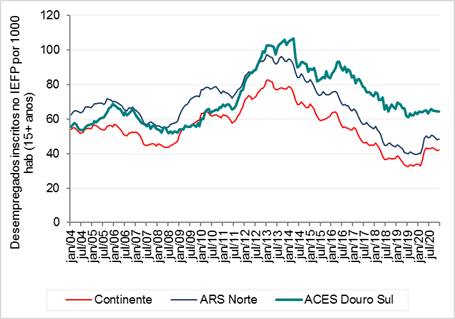 Desempregados inscritos no IEFP por 1000
hab (15+ anos)
120
100
80
60
40
20
0
jan/04
jul/04
jan/05
jul/05
jan/06
jul/06
jan/07
jul/07
jan/08
jul/08
jan/09
jul/09
jan/10
jul/10
jan/11
jul/11
jan/12
jul/12
jan/13
jul/13
jan/14
jul/14
jan/15
jul/15
jan/16
jul/16
jan/17
jul/17
jan/18
jul/18
jan/19
jul/19
jan/20
jul/20
Continente
ARS Norte
ACES Douro Sul